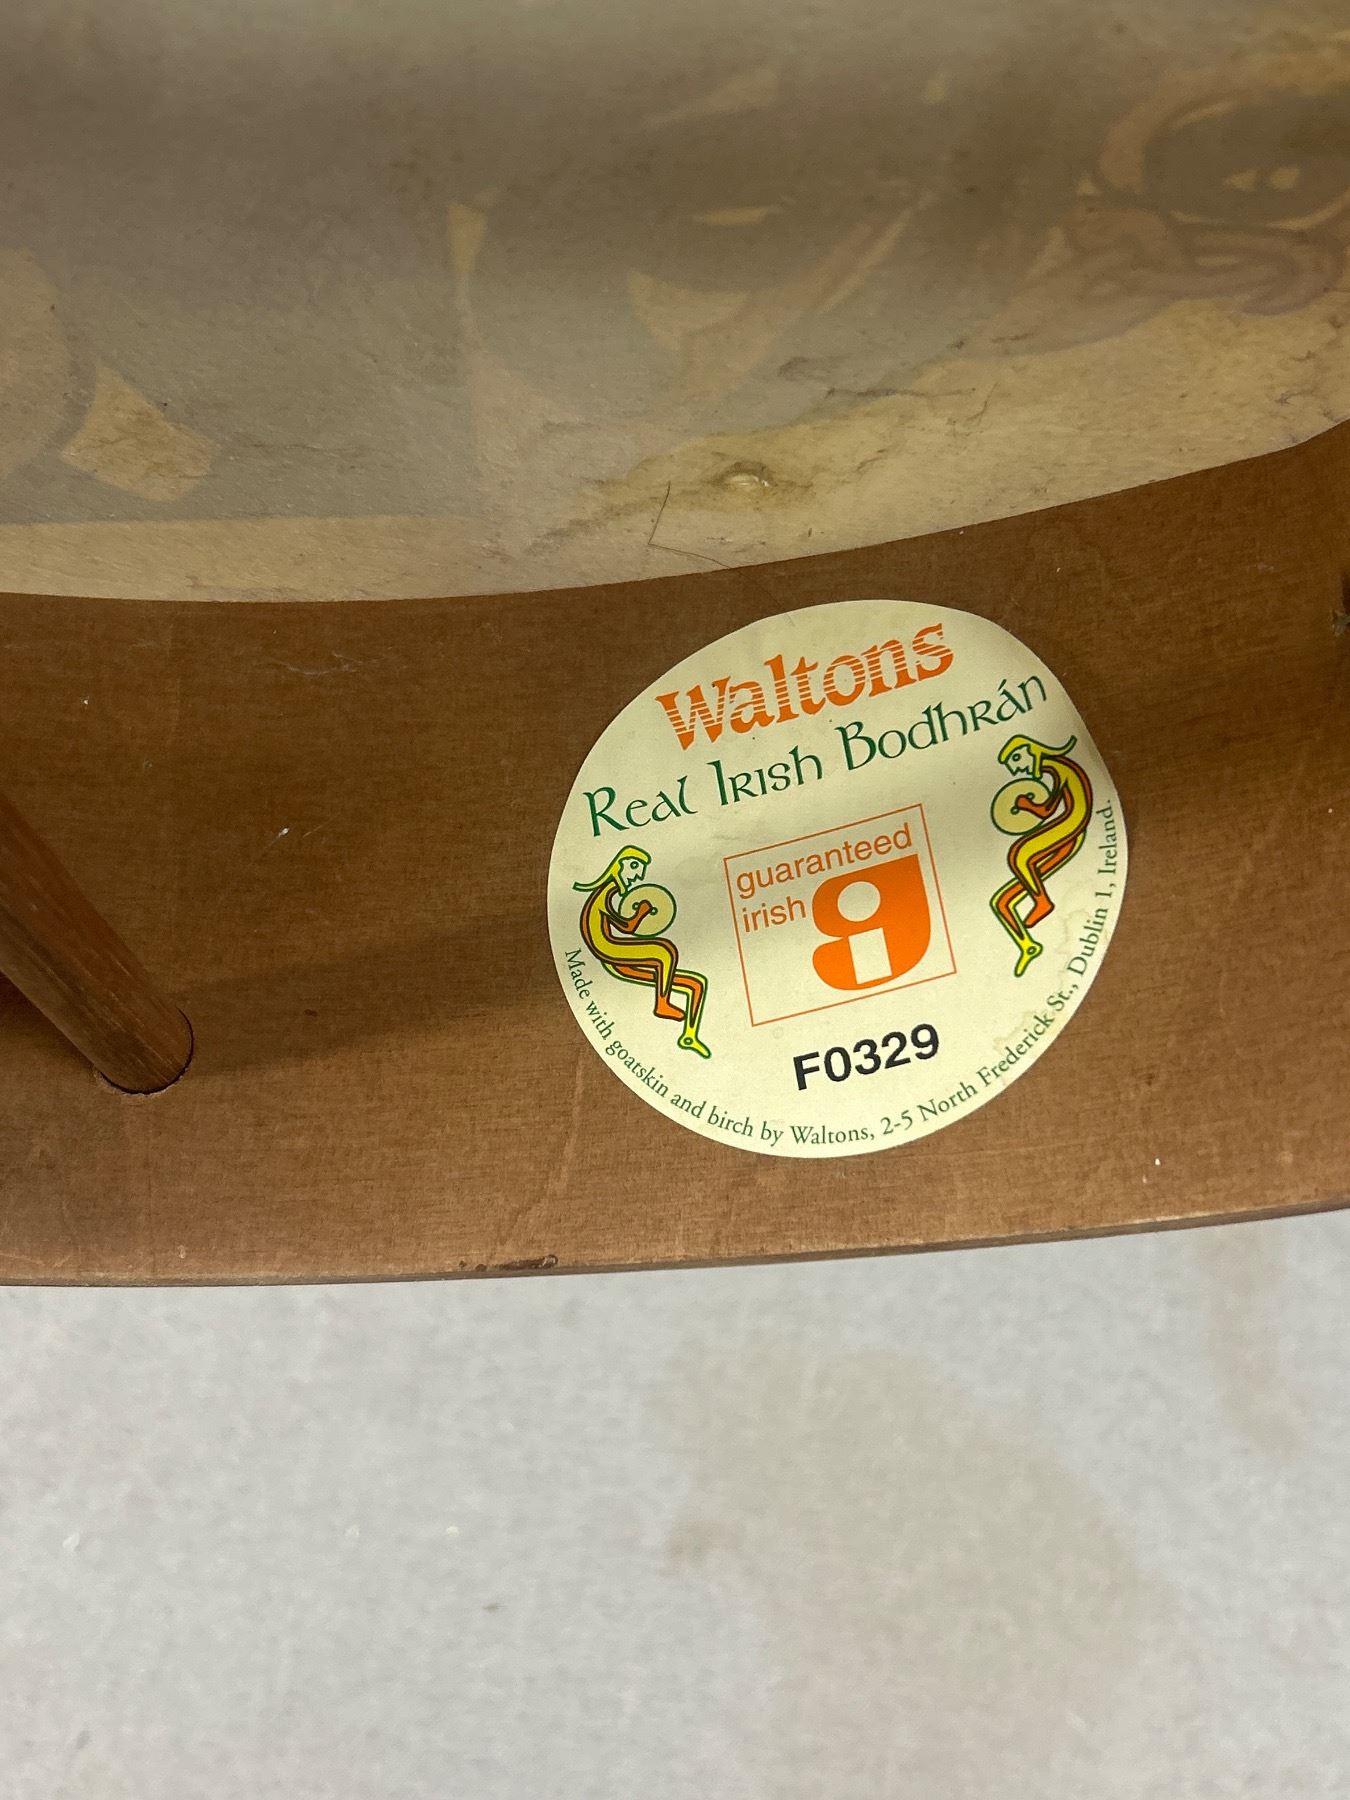 Waltons
Real Irish Bodhrán
guaranteed
irish
gi
F0329
Made with goatskin and birch by Waltons, 2-5 North Frederick St., Dublin 1, Ireland.